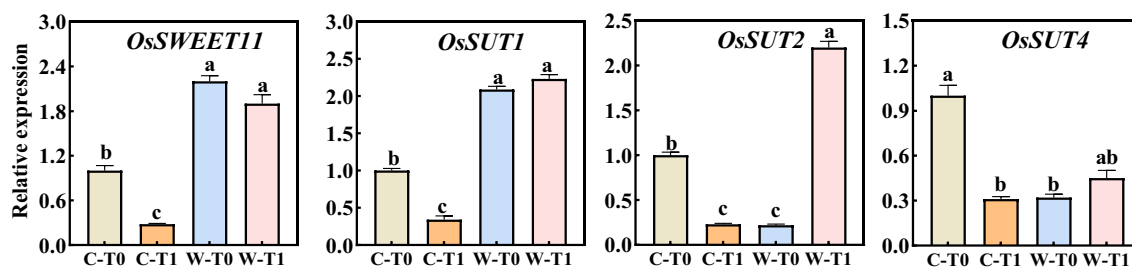 Relative expression
3.0
2.4
1.8
1.2
0.6
0.0
OsSWEET11
b
c
a
a
C-T0 C-T1 W-T0 W-T1
3.0
2.5
2.0
1.5
1.0
0.5
0.0
OsSUT1
b
c
a
a
C-T0 C-T1 W-T0 W-T1
2.5
2.0
1.5
1.0
0.5
0.0
OsSUT2
b
c
c
a
C-T0 C-T1 W-T0 W-T1
1.5
1.2
0.9
0.6
0.3
0.0
OsSUT4
a
b
b
ab
C-T0 C-T1 W-T0 W-T1